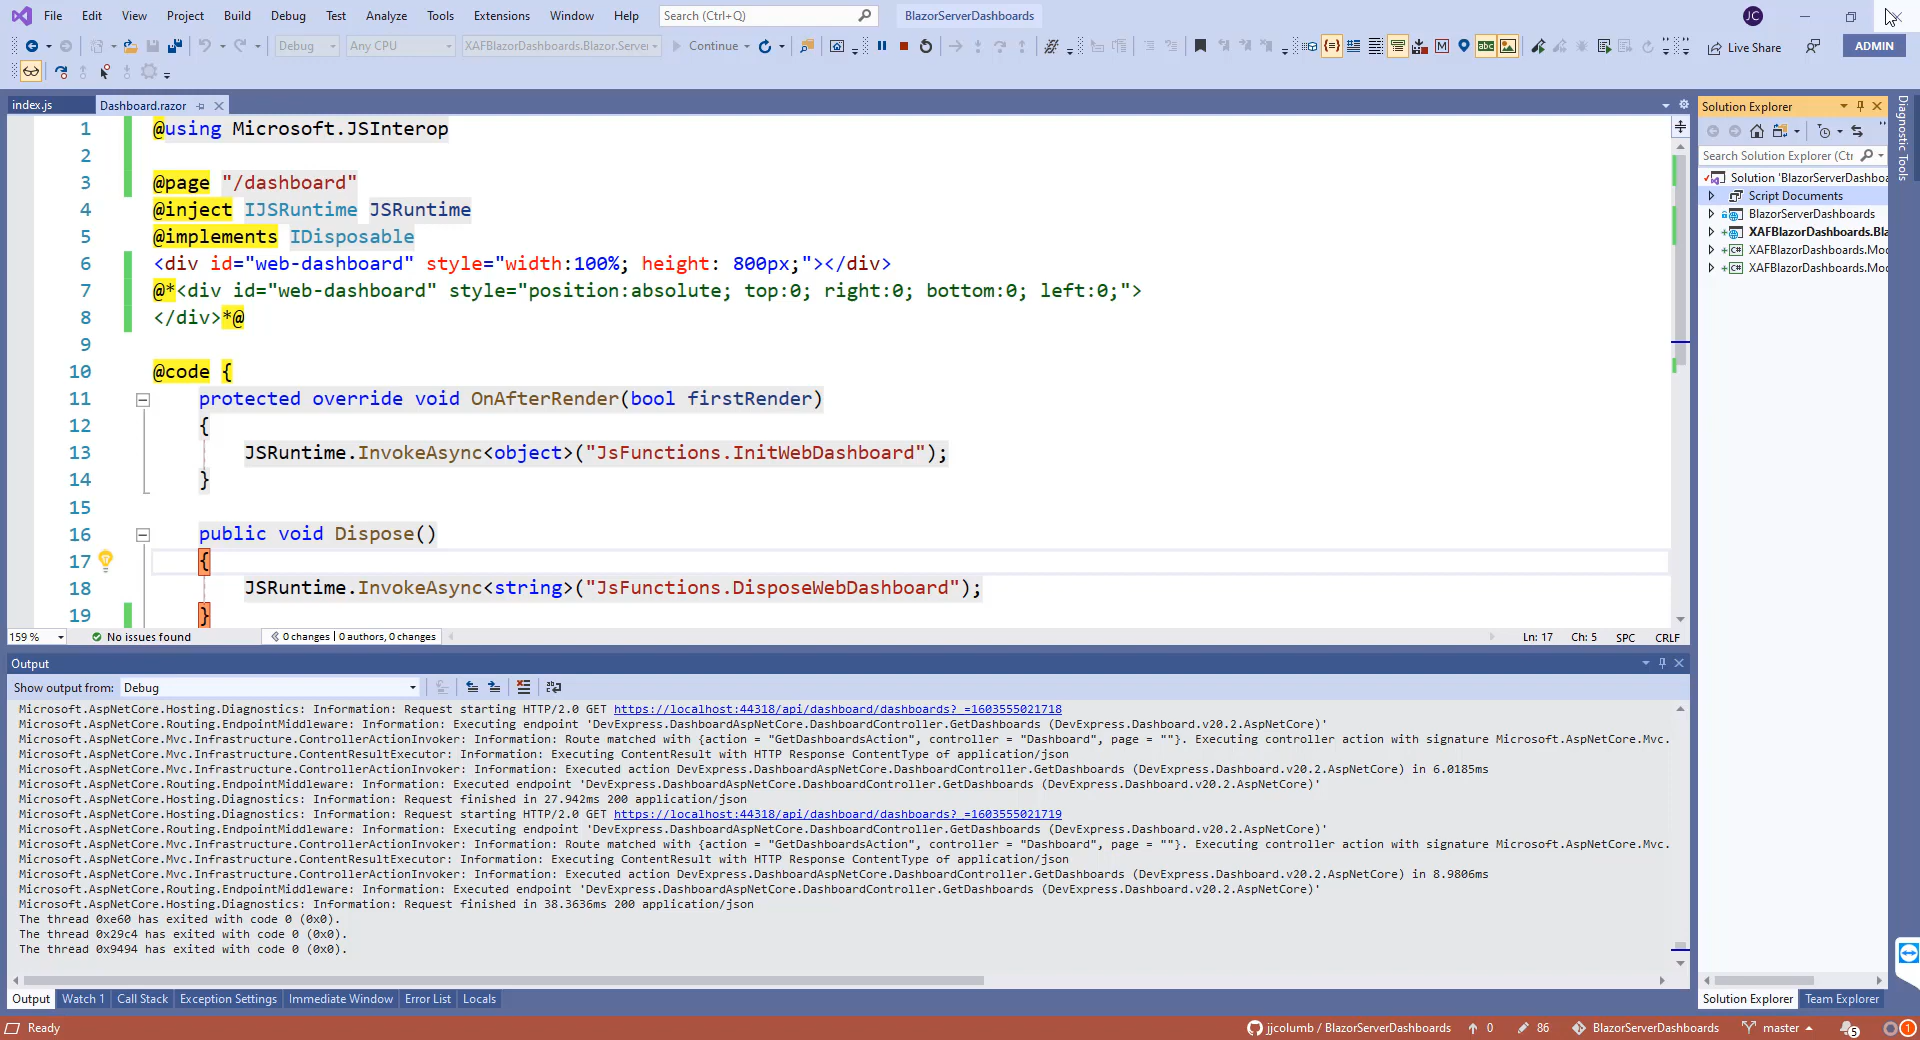 File Edit View Project Build Debug Test Analyze Tools Extensions Window Help Search (Ctrl+Q) BlazorServerDashboards JC
Debug Any CPU XAFBlazorDashboards.Blazor.Server Continue Live Share ADMIN
index.js Dashboard.razor
1 @using Microsoft.JSInterop
2
3 @page "/dashboard"
4 @inject IJSRuntime JSRuntime
5 @implements IDisposable
6 <div id="web-dashboard" style="width:100%; height: 800px;"></div>
7 @*<div id="web-dashboard" style="position:absolute; top:0; right:0; bottom:0; left:0;">
8 </div>*@
9
10 @code {
11 protected override void OnAfterRender(bool firstRender)
12 {
13 JSRuntime.InvokeAsync<object>("JsFunctions.InitWebDashboard");
14 }
15
16 public void Dispose()
17 {
18 JSRuntime.InvokeAsync<string>("JsFunctions.DisposeWebDashboard");
19 }
159 % No issues found 0 changes | 0 authors, 0 changes Ln: 17 Ch: 5 SPC CRLF
Solution Explorer
Search Solution Explorer (Ctr
Solution 'BlazorServerDashboa
Script Documents
BlazorServerDashboards
XAFBlazorDashboards.Bla
XAFBlazorDashboards.Moc
XAFBlazorDashboards.Moc
Diagnostic Tools
Output
Show output from: Debug
Microsoft.AspNetCore.Hosting.Diagnostics: Information: Request starting HTTP/2.0 GET https://localhost:44318/api/dashboard/dashboards?_=1603555021718
Microsoft.AspNetCore.Routing.EndpointMiddleware: Information: Executing endpoint 'DevExpress.DashboardAspNetCore.DashboardController.GetDashboards (DevExpress.Dashboard.v20.2.AspNetCore)'
Microsoft.AspNetCore.Mvc.Infrastructure.ControllerActionInvoker: Information: Route matched with {action = "GetDashboardsAction", controller = "Dashboard", page = ""}. Executing controller action with signature Microsoft.AspNetCore.Mvc.
Microsoft.AspNetCore.Mvc.Infrastructure.ContentResultExecutor: Information: Executing ContentResult with HTTP Response ContentType of application/json
Microsoft.AspNetCore.Mvc.Infrastructure.ControllerActionInvoker: Information: Executed action DevExpress.DashboardAspNetCore.DashboardController.GetDashboards (DevExpress.Dashboard.v20.2.AspNetCore) in 6.0185ms
Microsoft.AspNetCore.Routing.EndpointMiddleware: Information: Executed endpoint 'DevExpress.DashboardAspNetCore.DashboardController.GetDashboards (DevExpress.Dashboard.v20.2.AspNetCore)'
Microsoft.AspNetCore.Hosting.Diagnostics: Information: Request finished in 27.942ms 200 application/json
Microsoft.AspNetCore.Hosting.Diagnostics: Information: Request starting HTTP/2.0 GET https://localhost:44318/api/dashboard/dashboards?_=1603555021719
Microsoft.AspNetCore.Routing.EndpointMiddleware: Information: Executing endpoint 'DevExpress.DashboardAspNetCore.DashboardController.GetDashboards (DevExpress.Dashboard.v20.2.AspNetCore)'
Microsoft.AspNetCore.Mvc.Infrastructure.ControllerActionInvoker: Information: Route matched with {action = "GetDashboardsAction", controller = "Dashboard", page = ""}. Executing controller action with signature Microsoft.AspNetCore.Mvc.
Microsoft.AspNetCore.Mvc.Infrastructure.ContentResultExecutor: Information: Executing ContentResult with HTTP Response ContentType of application/json
Microsoft.AspNetCore.Mvc.Infrastructure.ControllerActionInvoker: Information: Executed action DevExpress.DashboardAspNetCore.DashboardController.GetDashboards (DevExpress.Dashboard.v20.2.AspNetCore) in 8.9806ms
Microsoft.AspNetCore.Routing.EndpointMiddleware: Information: Executed endpoint 'DevExpress.DashboardAspNetCore.DashboardController.GetDashboards (DevExpress.Dashboard.v20.2.AspNetCore)'
Microsoft.AspNetCore.Hosting.Diagnostics: Information: Request finished in 38.3636ms 200 application/json
The thread 0xe60 has exited with code 0 (0x0).
The thread 0x29c4 has exited with code 0 (0x0).
The thread 0x9494 has exited with code 0 (0x0).
Output Watch 1 Call Stack Exception Settings Immediate Window Error List Locals Solution Explorer Team Explorer
Ready jjcolumb / BlazorServerDashboards 0 86 BlazorServerDashboards master 5 1